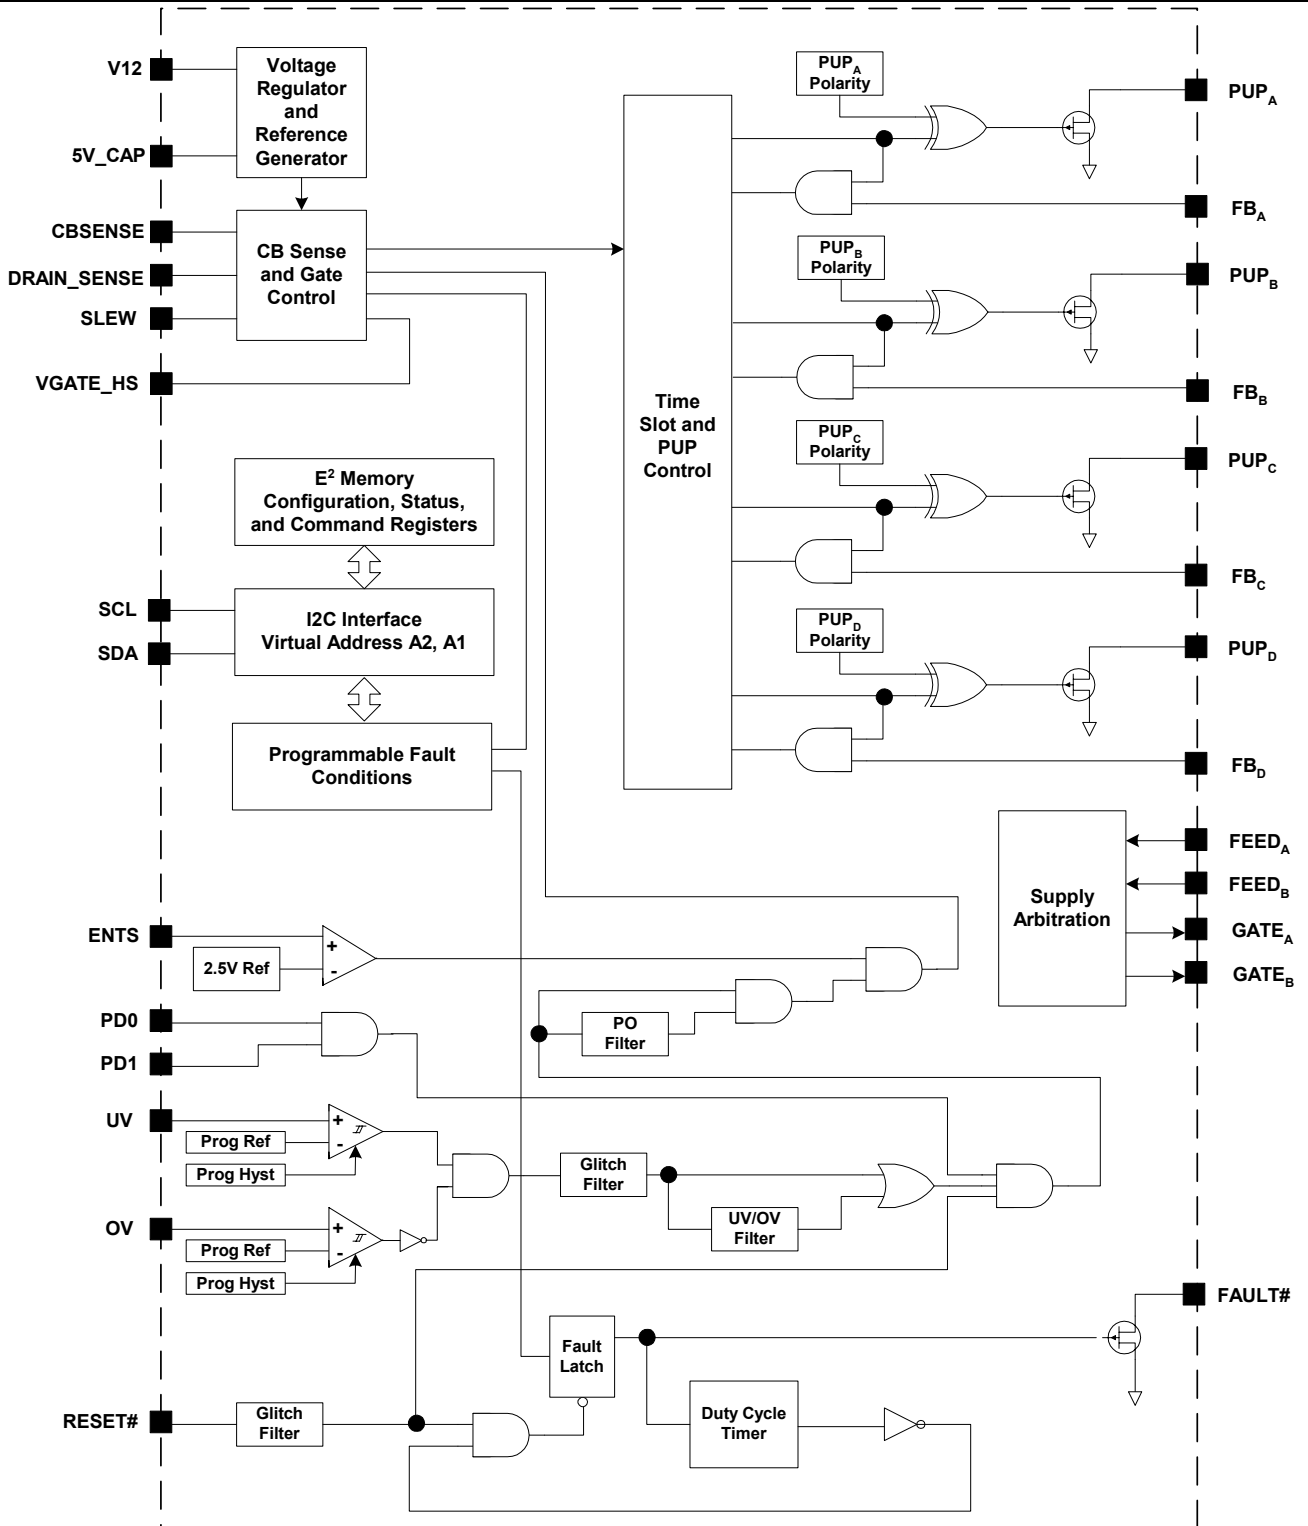 V12
5V_CAP
CBSENSE
DRAIN_SENSE
SLEW
VGATE_HS
Voltage
Regulator
and
Reference
Generator
CB Sense
and Gate
Control
E2 Memory
Configuration, Status,
and Command Registers
SCL
SDA
I2C Interface
Virtual Address A2, A1
Programmable Fault
Conditions
Time
Slot and
PUP
Control
PUPA
Polarity
PUPA
FBA
PUPB
Polarity
PUPB
FBB
PUPC
Polarity
PUPC
FBC
PUPD
Polarity
PUPD
FBD
Supply
Arbitration
FEEDA
FEEDB
GATEA
GATEB
ENTS
2.5V Ref
+
-
PD0
PD1
PO
Filter
UV
Prog Ref
Prog Hyst
+
-
OV
Prog Ref
Prog Hyst
+
-
Glitch
Filter
UV/OV
Filter
FAULT#
Fault
Latch
RESET#
Glitch
Filter
Duty Cycle
Timer